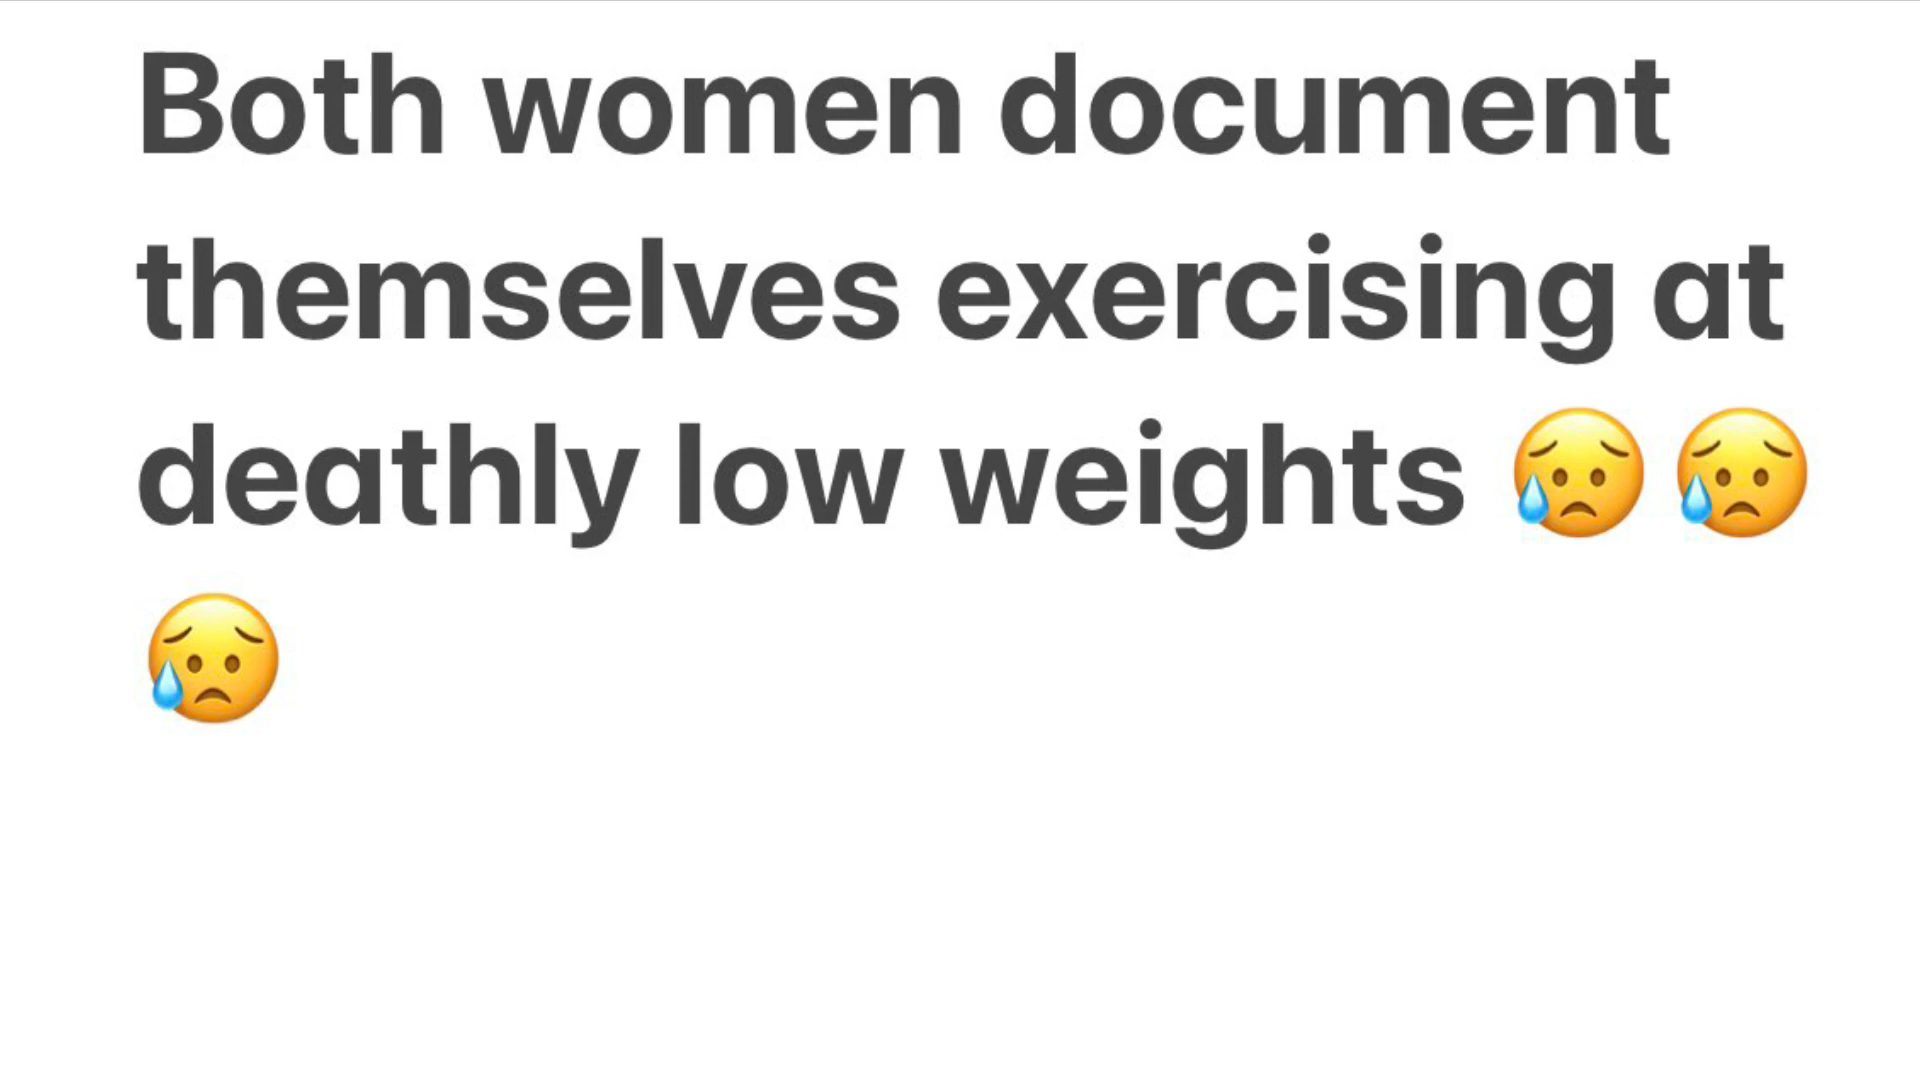 Both women document
themselves exercising at
deathly low weights 😥😥
😥